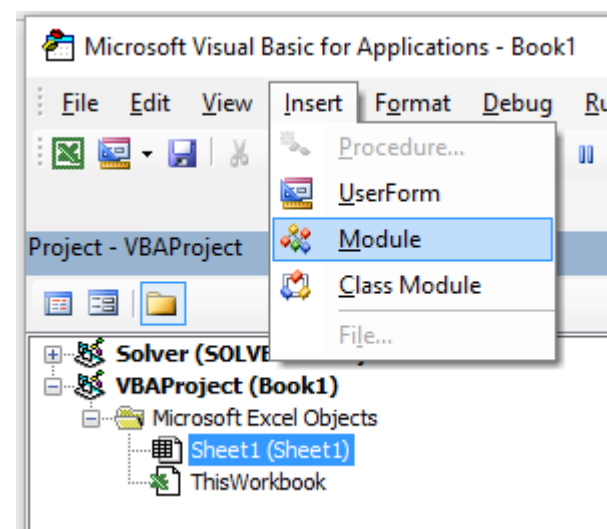 Microsoft Visual Basic for Applications - Book1
File Edit View Insert Format Debug
Procedure...
UserForm
Project - VBAProject
Module
Class Module
File...
Solver
VBAProject (Book1)
Microsoft Excel Objects
Sheet1 (Sheet1)
ThisWorkbook